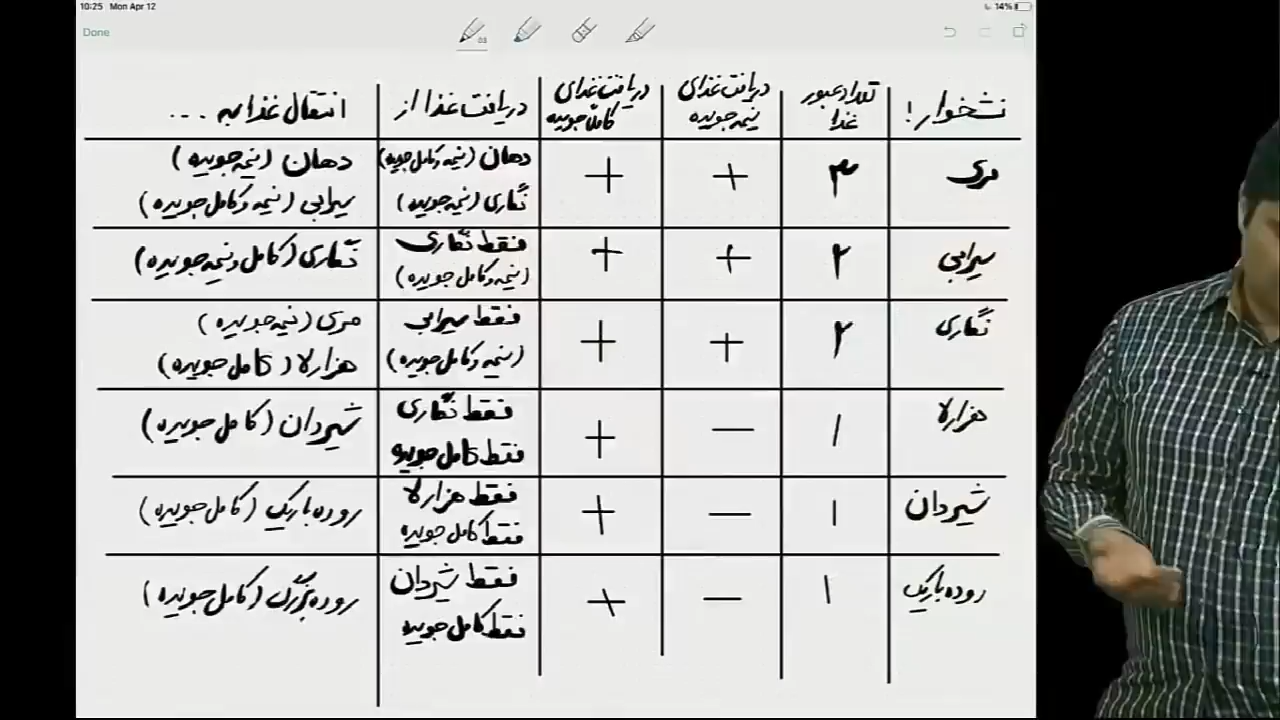 10:25 Mon Apr 12
14%
Done
نشخوار!
تعداد عبور
غذا
دریافت غذای
نیمه جویده
دریافت غذای
کاملاً جویده
دریافت غذا از
انتقال غذا به ...
مری
۳
+
+
دهان (نیمه و کامل جویده)
نگاری (نیمه جویده)
دهان (نیمه جویده)
سیرابی (نیمه و کامل جویده)
سیرابی
۲
+
+
فقط نگاری
(نیمه و کامل جویده)
نگاری (کامل و نیمه جویده)
نگاری
۲
+
+
فقط سیرابی
(نیمه و کامل جویده)
مری (نیمه جویده)
هزارلا (کامل جویده)
هزارلا
۱
—
+
فقط نگاری
فقط کامل جویده
شیردان (کامل جویده)
شیردان
۱
—
+
فقط هزارلا
فقط کامل جویده
روده باریک (کامل جویده)
روده باریک
۱
—
+
فقط شیردان
فقط کامل جویده
روده بزرگ (کامل جویده)